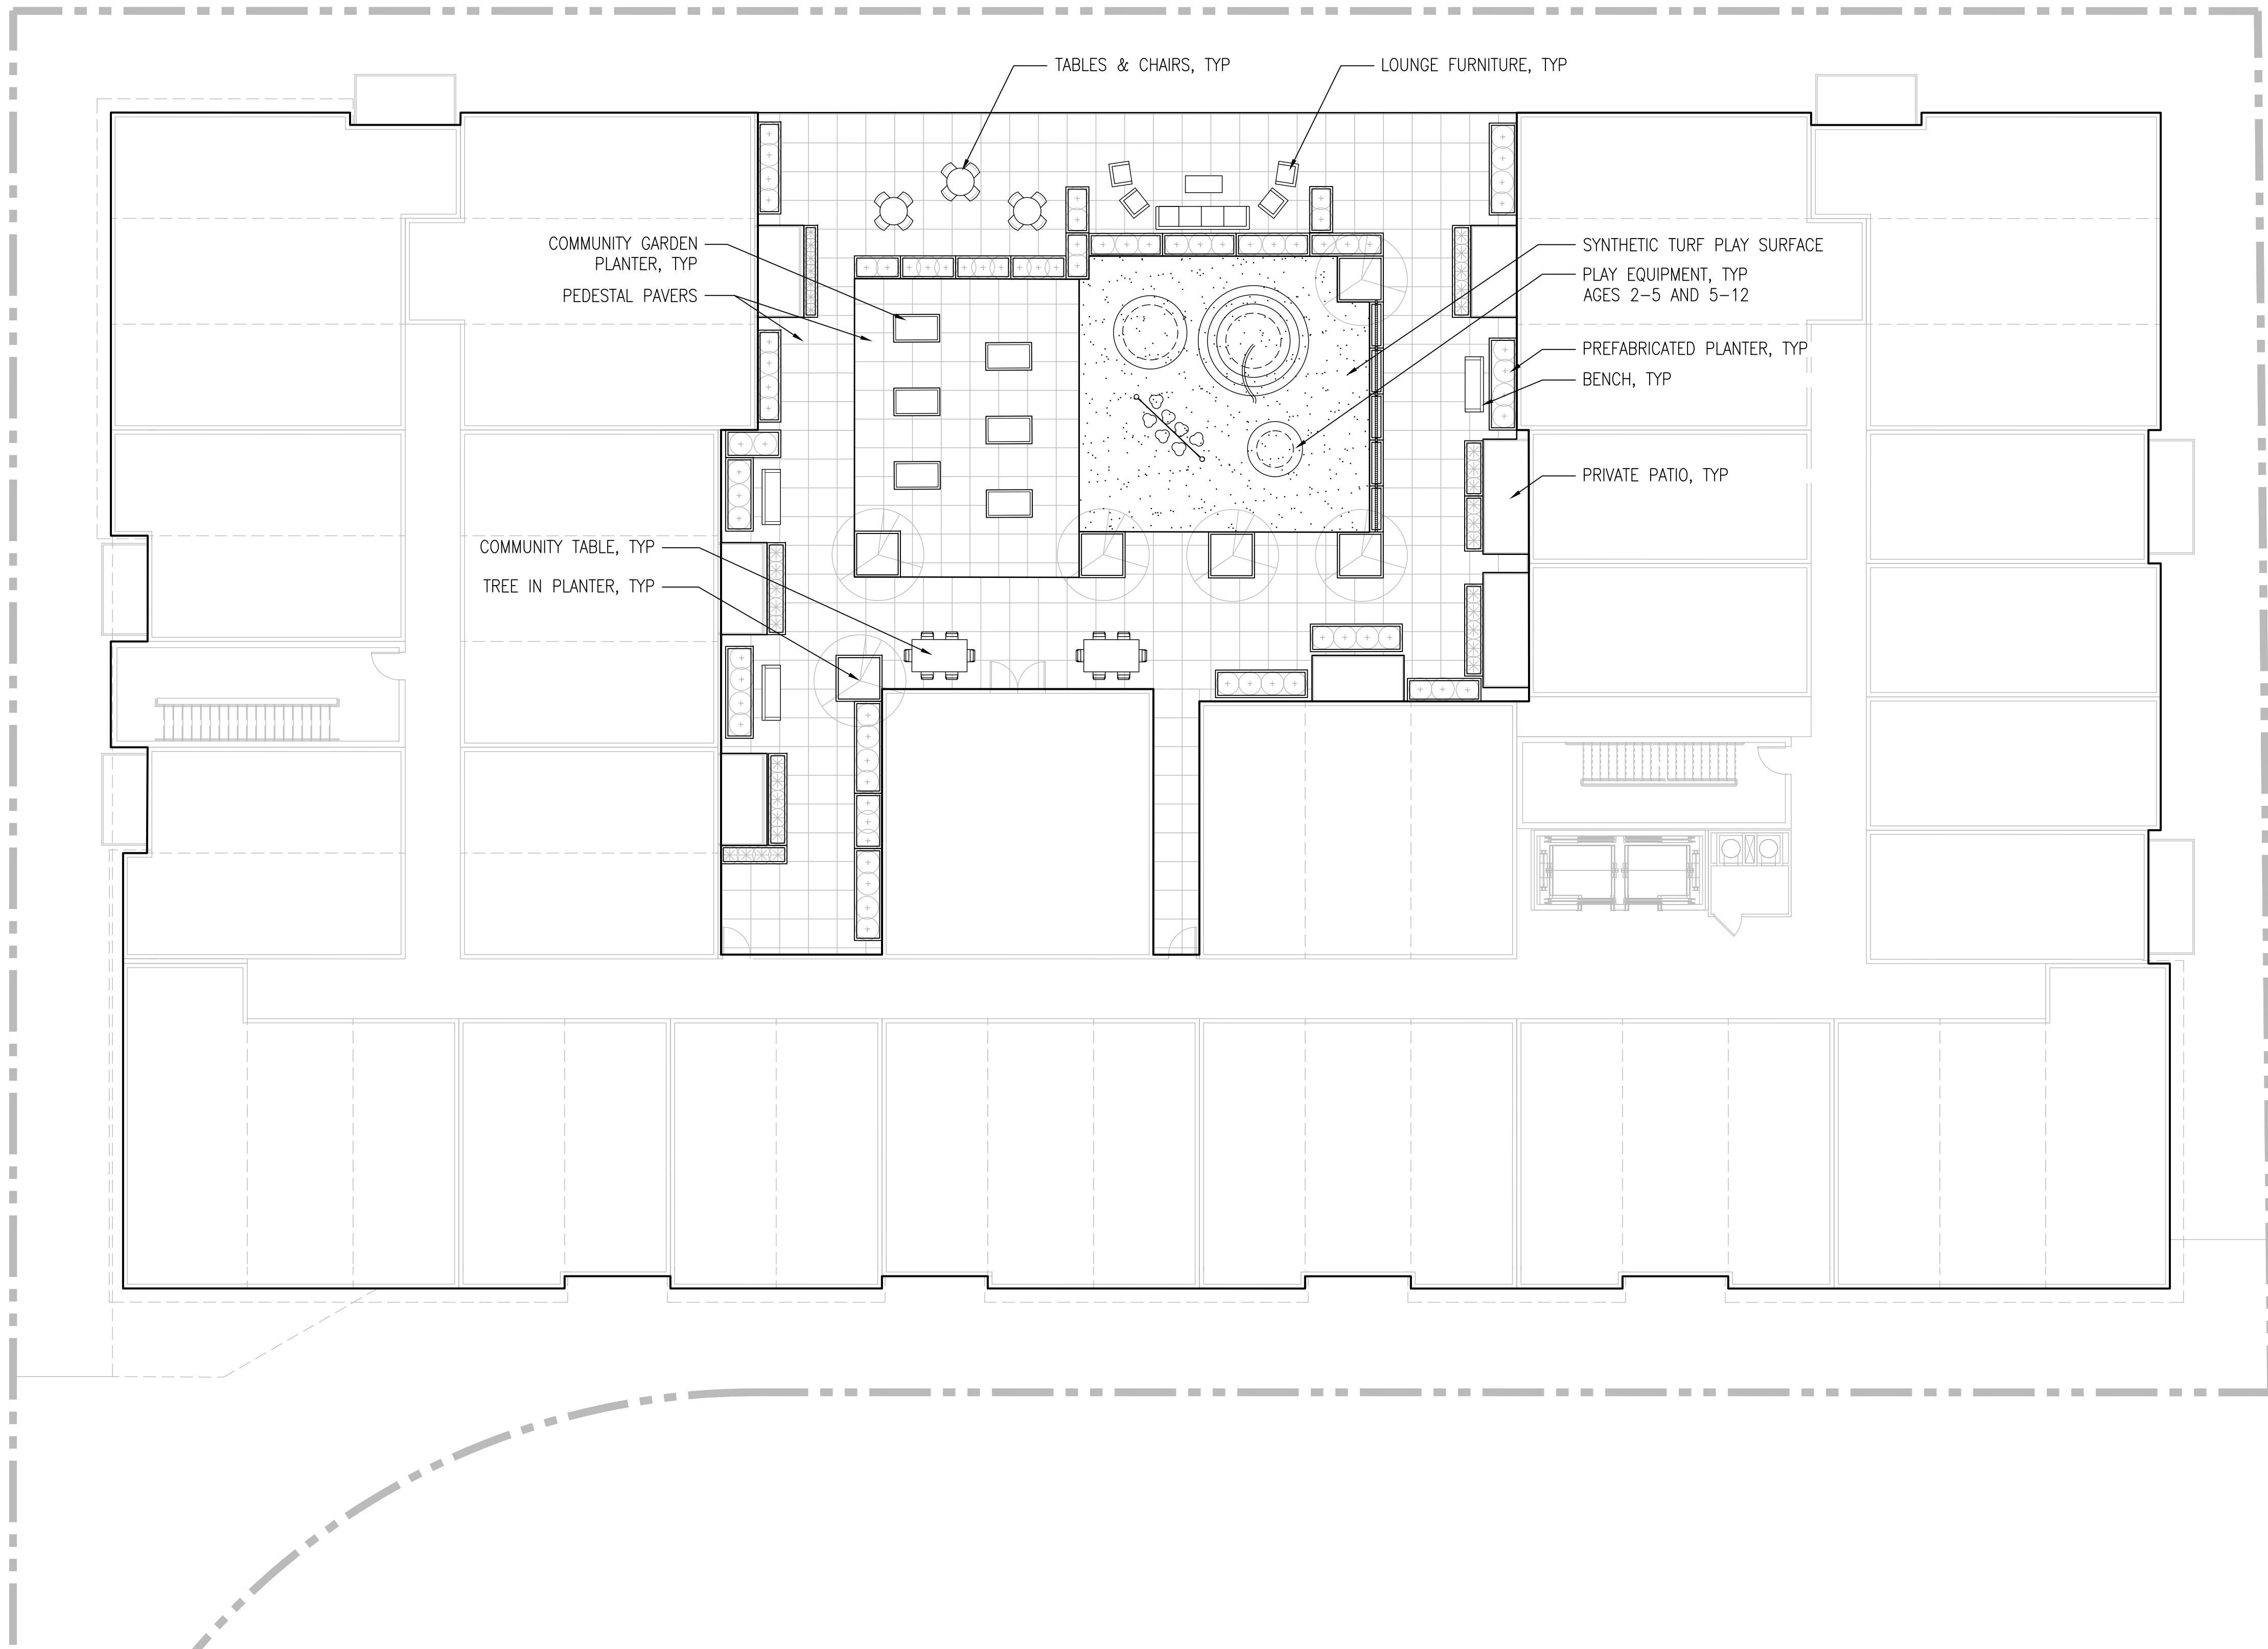 TABLES & CHAIRS, TYP
LOUNGE FURNITURE, TYP
COMMUNITY GARDEN
PLANTER, TYP
PEDESTAL PAVERS
SYNTHETIC TURF PLAY SURFACE
PLAY EQUIPMENT, TYP
AGES 2-5 AND 5-12
PREFABRICATED PLANTER, TYP
BENCH, TYP
PRIVATE PATIO, TYP
COMMUNITY TABLE, TYP
TREE IN PLANTER, TYP